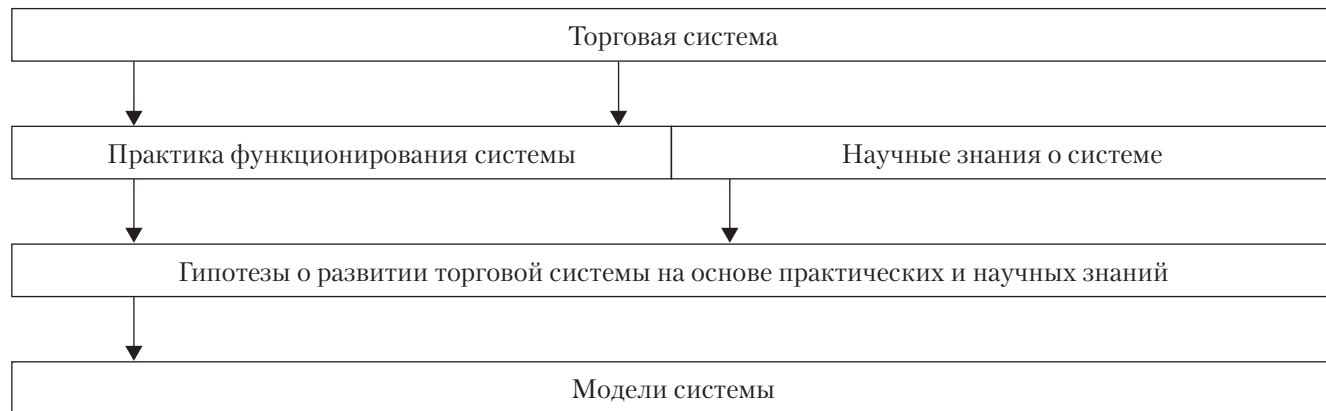 Торговая система
Практика функционирования системы
Научные знания о системе
Гипотезы о развитии торговой системы на основе практических и научных знаний
Модели системы